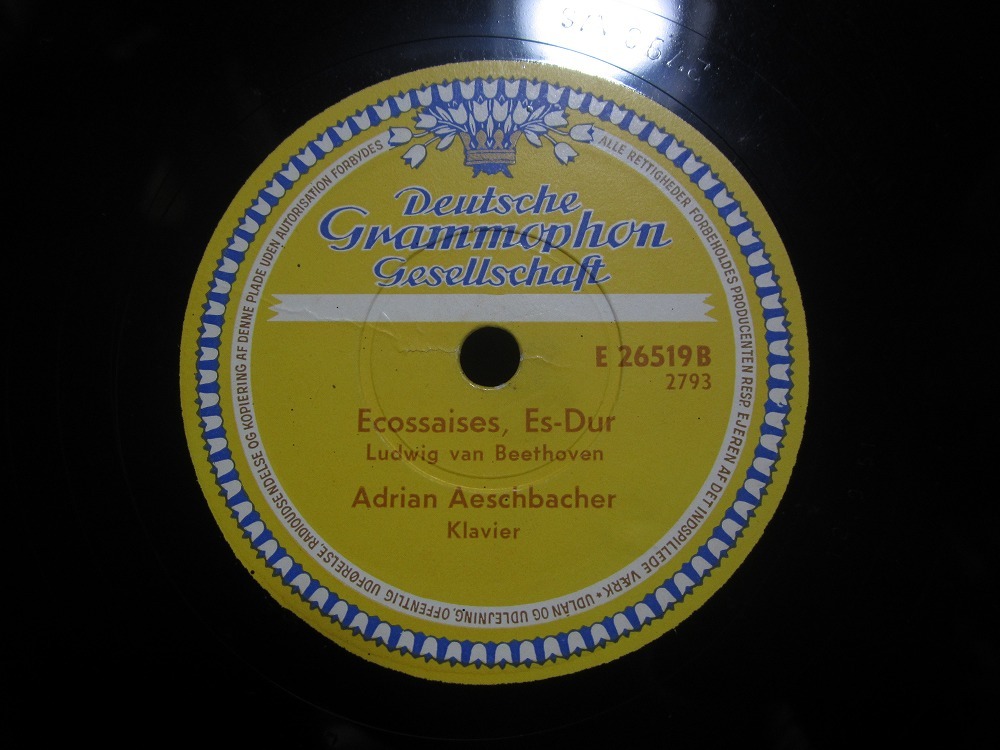 Deutsche
Grammophon
Gesellschaft
E 26519 B
2793
Ecossaises, Es-Dur
Ludwig van Beethoven
Adrian Aeschbacher
Klavier
ALLE RETTIGHEDER FORBEHOLDES PRODUCENTEN RESP. EJEREN AF DET INDSPILLEDE VÆRK * UDLÅN OG UDLEJNING, OFFENTLIG UDFØRELSE, RADIOUDSENDELSE OG KOPIERING AF DENNE PLADE UDEN AUTORISATION FORBYDES